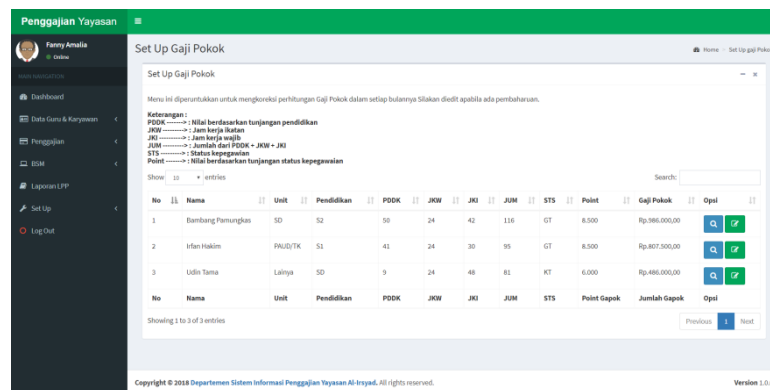 Penggajian Yayasan
Fanny Amalia
Online
MAIN NAVIGATION
Dashboard
Data Guru & Karyawan
Penggajian
BSM
Laporan LPP
Set Up
Log Out
Set Up Gaji Pokok
Home > Set Up gaji Poko
Set Up Gaji Pokok
Menu ini diperuntukkan untuk mengkoreksi perhitungan Gaji Pokok dalam setiap bulannya Silakan diedit apabila ada pembaharuan.
Keterangan :
PDDK -------> : Nilai berdasarkan tunjangan pendidikan
JKW ---------> : Jam kerja ikatan
JKI ---------> : Jam kerja wajib
JUM ---------> : Jumlah dari PDDK + JKW + JKI
STS ---------> : Status kepegawian
Point -------> : Nilai berdasarkan tunjangan status kepegawaian
Show 10 entries Search:
No Nama Unit Pendidikan PDDK JKW JKI JUM STS Point Gaji Pokok Opsi
1 Bambang Pamungkas SD S2 50 24 42 116 GT 8.500 Rp.986.000,00
2 Irfan Hakim PAUD/TK S1 41 24 30 95 GT 8.500 Rp.807.500,00
3 Udin Tama Lainya SD 9 24 48 81 KT 6.000 Rp.486.000,00
No Nama Unit Pendidikan PDDK JKW JKI JUM STS Point Gapok Jumlah Gapok Opsi
Showing 1 to 3 of 3 entries
Previous 1 Next
Copyright © 2018 Departemen Sistem Informasi Penggajian Yayasan Al-Irsyad. All rights reserved.
Version 1.0.